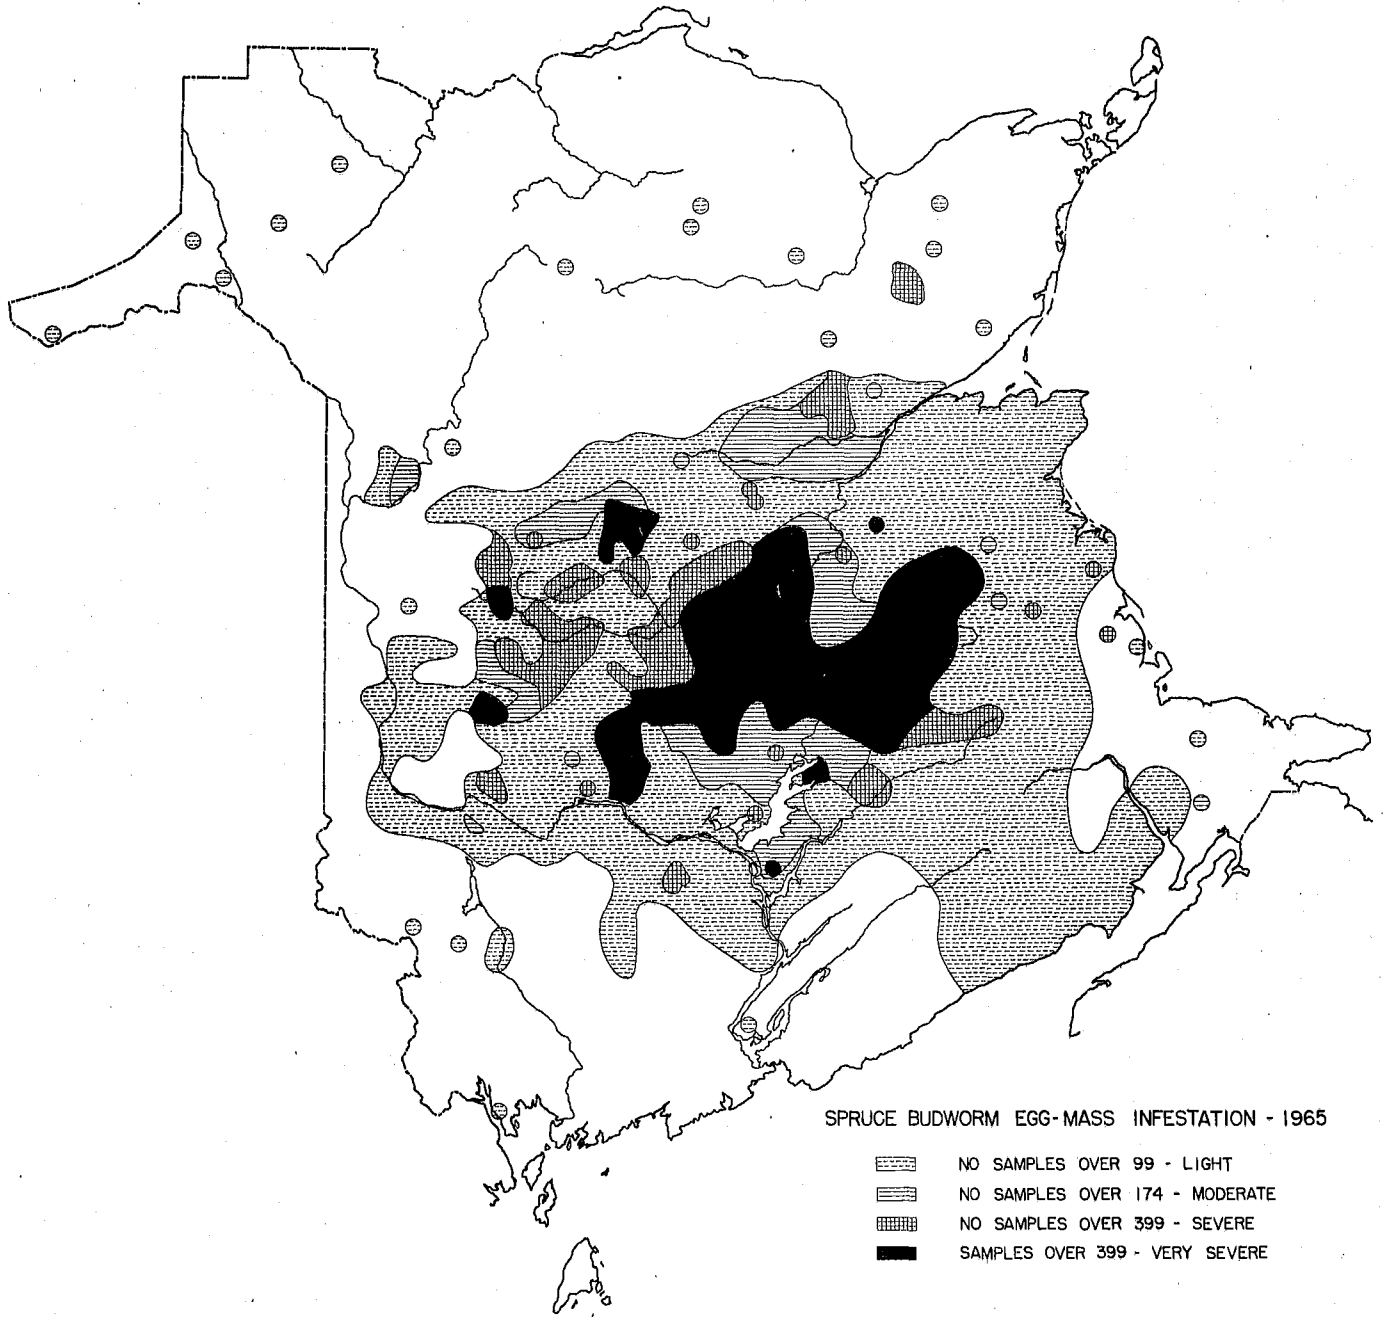 SPRUCE BUDWORM EGG-MASS INFESTATION - 1965
NO SAMPLES OVER 99 - LIGHT
NO SAMPLES OVER 174 - MODERATE
NO SAMPLES OVER 399 - SEVERE
SAMPLES OVER 399 - VERY SEVERE